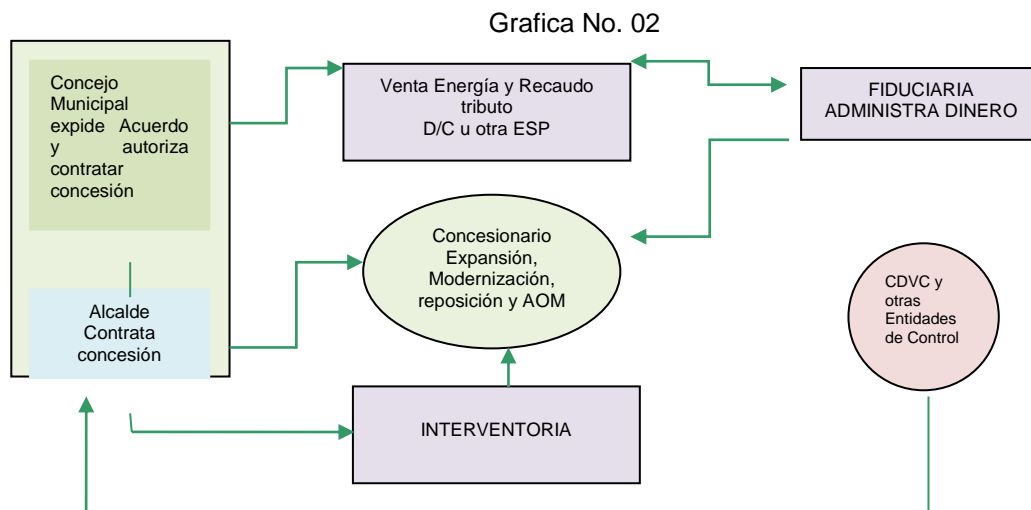 Grafica No. 02
Concejo
Municipal
expide Acuerdo
y autoriza
contratar
concesión
Alcalde
Contrata
concesión
Venta Energía y Recaudo
tributo
D/C u otra ESP
FIDUCIARIA
ADMINISTRA DINERO
Concesionario
Expansión,
Modernización,
reposición y AOM
CDVC y
otras
Entidades
de Control
INTERVENTORIA